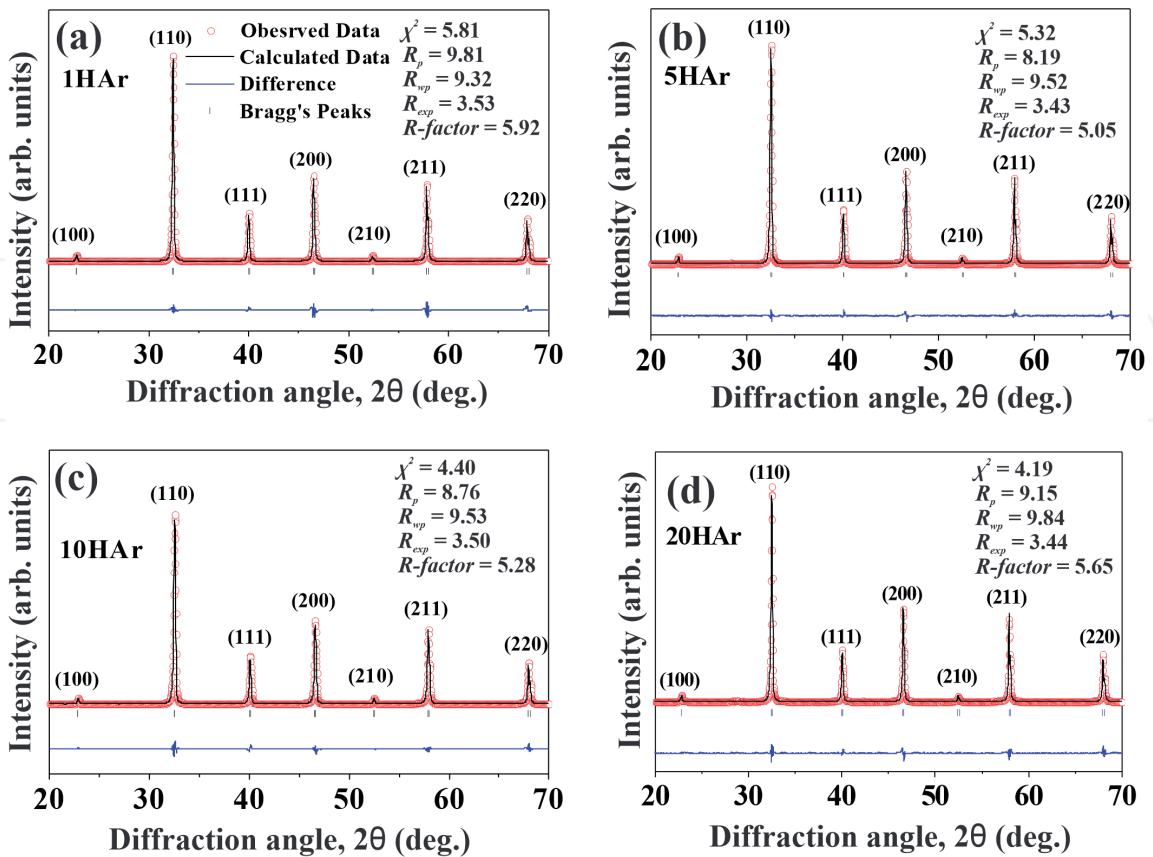 (a)
1HAr
Obesrved Data
Calculated Data
Difference
Bragg's Peaks
χ² = 5.81
Rp = 9.81
Rwp = 9.32
Rexp = 3.53
R-factor = 5.92
(100)
(110)
(111)
(200)
(210)
(211)
(220)
Intensity (arb. units)
20 30 40 50 60 70
Diffraction angle, 2θ (deg.)
(b)
5HAr
χ² = 5.32
Rp = 8.19
Rwp = 9.52
Rexp = 3.43
R-factor = 5.05
(100)
(110)
(111)
(200)
(210)
(211)
(220)
Intensity (arb. units)
20 30 40 50 60 70
Diffraction angle, 2θ (deg.)
(c)
10HAr
χ² = 4.40
Rp = 8.76
Rwp = 9.53
Rexp = 3.50
R-factor = 5.28
(100)
(110)
(111)
(200)
(210)
(211)
(220)
Intensity (arb. units)
20 30 40 50 60 70
Diffraction angle, 2θ (deg.)
(d)
20HAr
χ² = 4.19
Rp = 9.15
Rwp = 9.84
Rexp = 3.44
R-factor = 5.65
(100)
(110)
(111)
(200)
(210)
(211)
(220)
Intensity (arb. units)
20 30 40 50 60 70
Diffraction angle, 2θ (deg.)